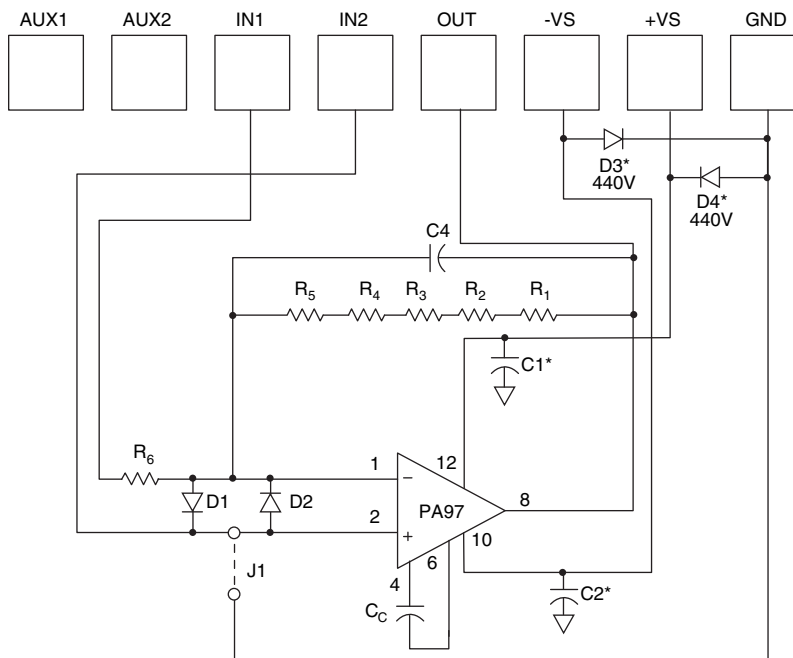 AUX1 AUX2 IN1 IN2 OUT -VS +VS GND
D3*
440V
D4*
440V
C4
R5 R4 R3 R2 R1
C1*
R6
1
12
D1
D2
−
PA97
8
2
+
10
6
4
J1
CC
C2*